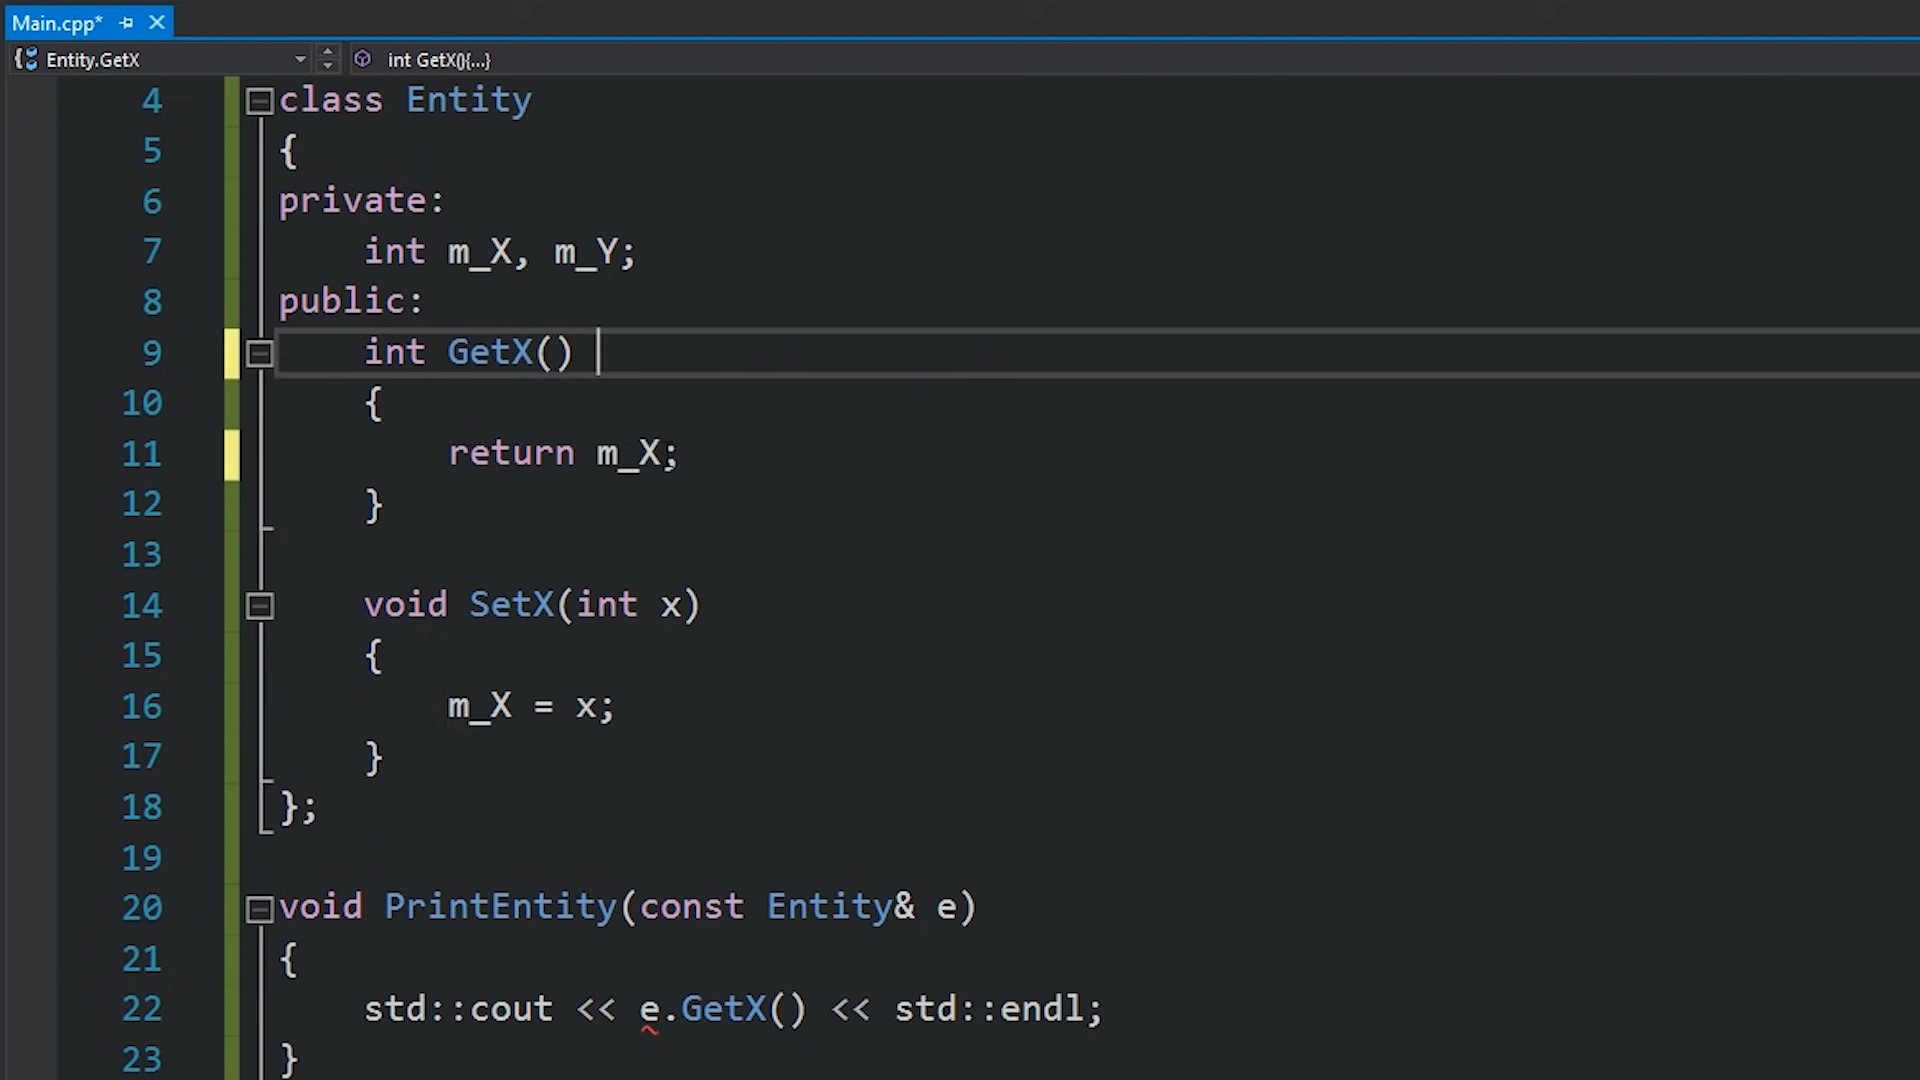 Main.cpp*
Entity.GetX int GetX(){...}
4 class Entity
5 {
6 private:
7 int m_X, m_Y;
8 public:
9 int GetX()
10 {
11 return m_X;
12 }
13
14 void SetX(int x)
15 {
16 m_X = x;
17 }
18 };
19
20 void PrintEntity(const Entity& e)
21 {
22 std::cout << e.GetX() << std::endl;
23 }